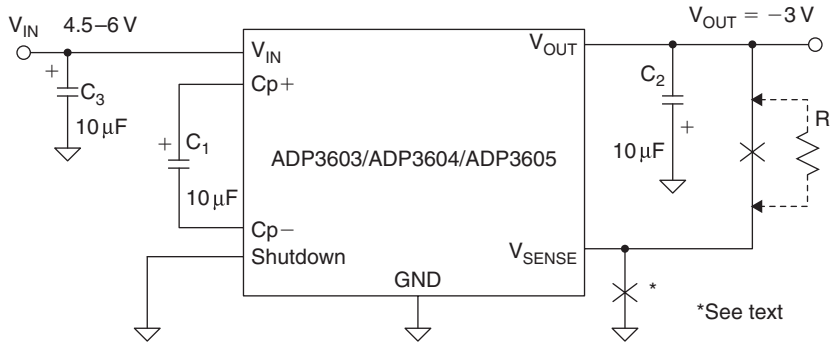 V_IN 4.5–6 V
V_OUT = −3 V
V_IN
V_OUT
+
C_3
10 μF
Cp+
+
C_1
10 μF
Cp−
ADP3603/ADP3604/ADP3605
C_2
+
10 μF
R
Shutdown
V_SENSE
GND
*
*See text